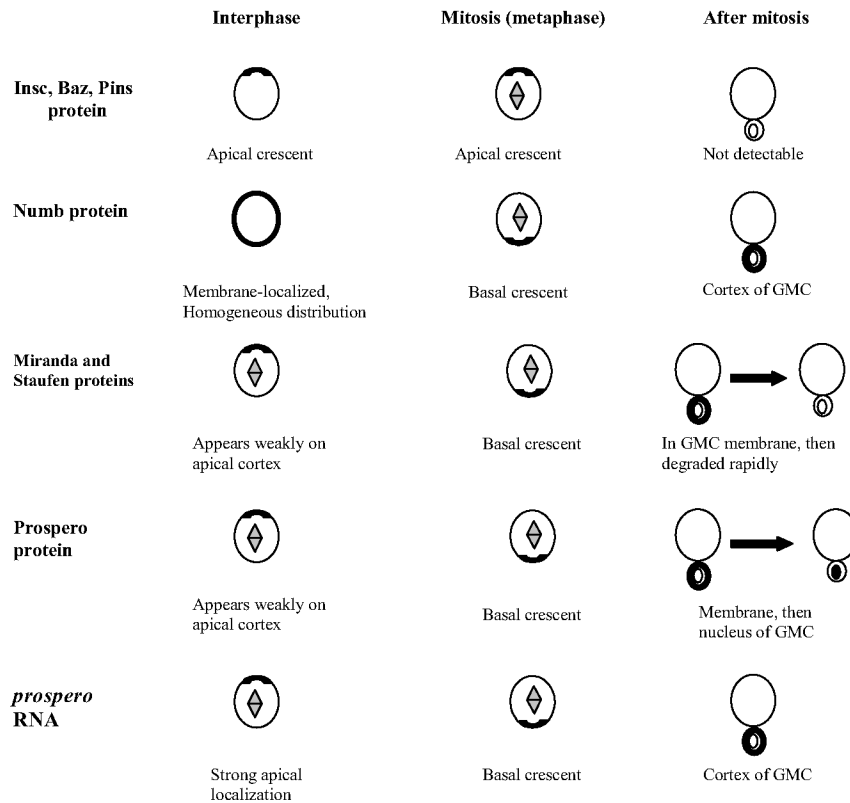 Interphase
Mitosis (metaphase)
After mitosis
Insc, Baz, Pins
protein
Apical crescent
Apical crescent
Not detectable
Numb protein
Membrane-localized,
Homogeneous distribution
Basal crescent
Cortex of GMC
Miranda and
Staufen proteins
Appears weakly on
apical cortex
Basal crescent
In GMC membrane, then
degraded rapidly
Prospero
protein
Appears weakly on
apical cortex
Basal crescent
Membrane, then
nucleus of GMC
prospero
RNA
Strong apical
localization
Basal crescent
Cortex of GMC